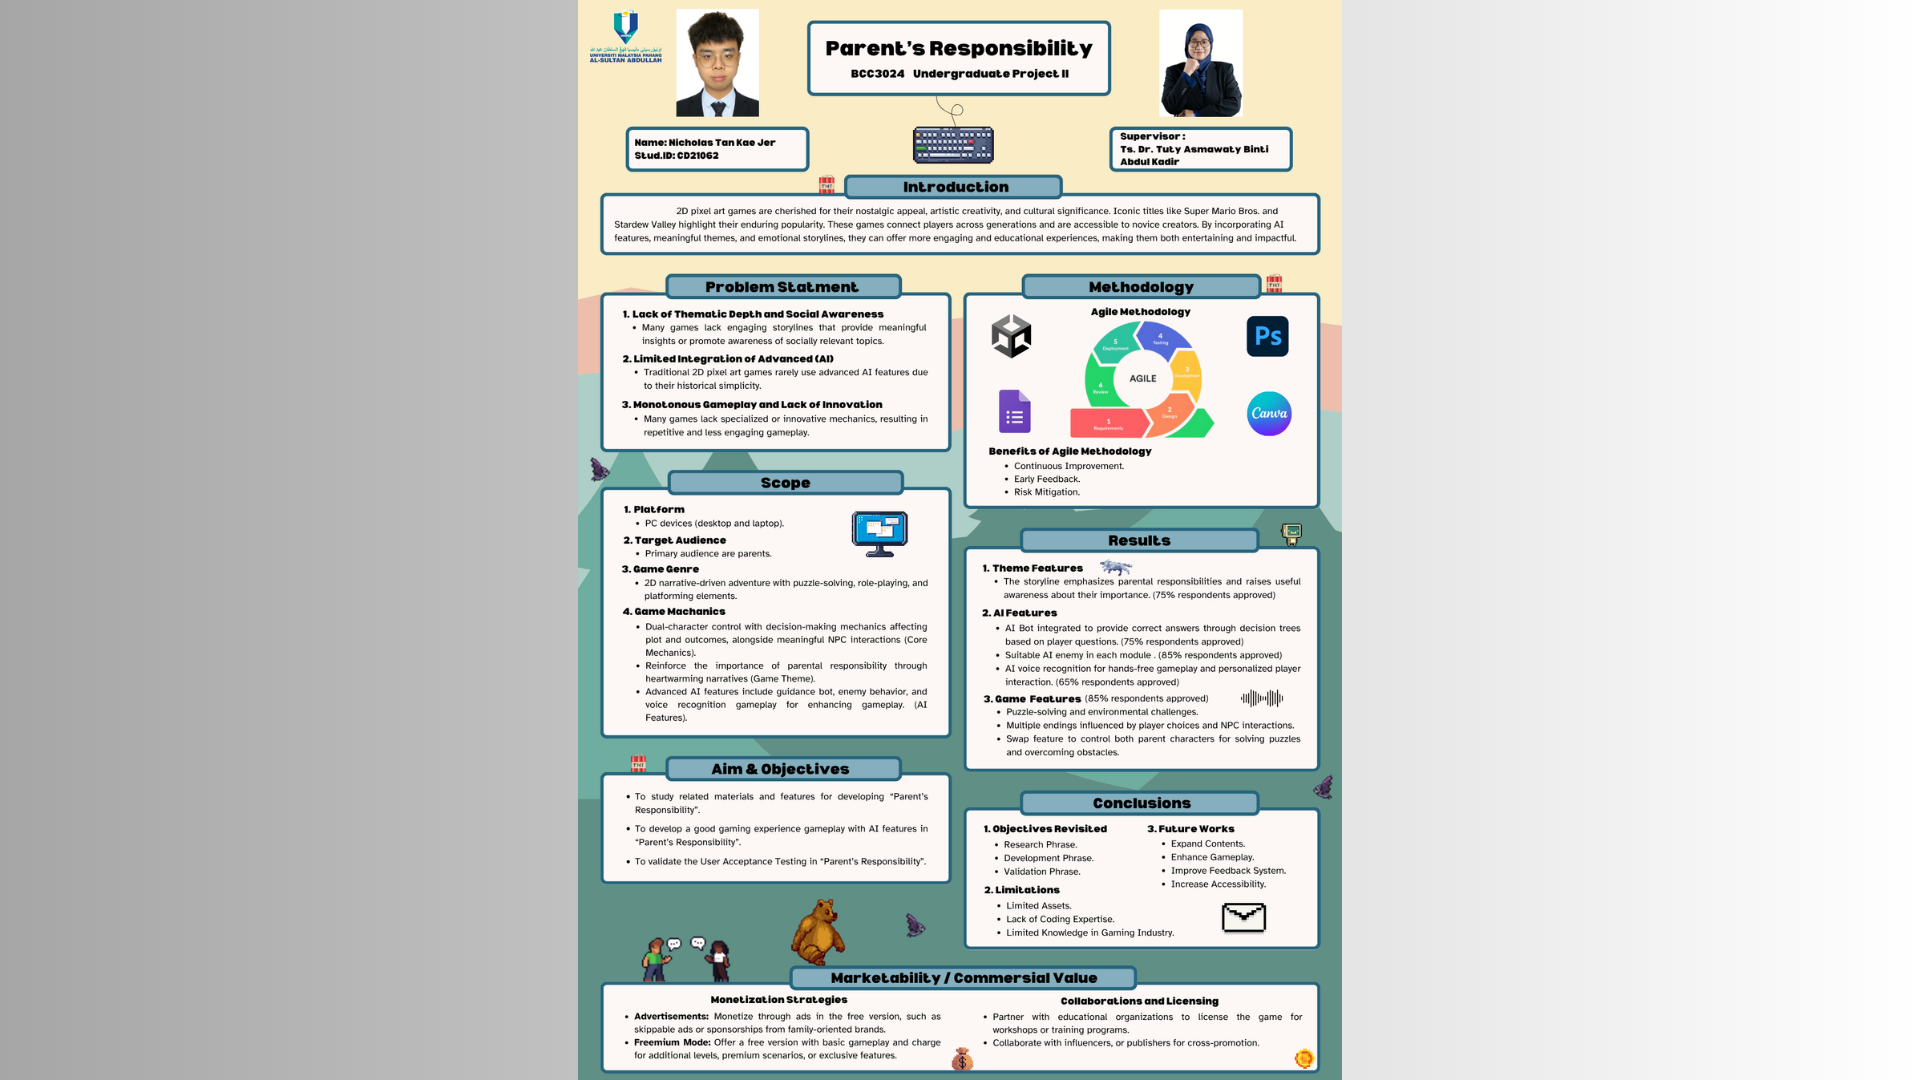 UNIVERSITI MALAYSIA PAHANG
AL-SULTAN ABDULLAH
Parent's Responsibility
BCC3024 Undergraduate Project II
Name: Nicholas Tan Kae Jer
Stud.ID: CD21062
Supervisor :
Ts. Dr. Tuty Asmawaty Binti
Abdul Kadir
TNT
Introduction
2D pixel art games are cherished for their nostalgic appeal, artistic creativity, and cultural significance. Iconic titles like Super Mario Bros. and
Stardew Valley highlight their enduring popularity. These games connect players across generations and are accessible to novice creators. By incorporating AI
features, meaningful themes, and emotional storylines, they can offer more engaging and educational experiences, making them both entertaining and impactful.
Problem Statment
1. Lack of Thematic Depth and Social Awareness
• Many games lack engaging storylines that provide meaningful
insights or promote awareness of socially relevant topics.
2. Limited Integration of Advanced (AI)
• Traditional 2D pixel art games rarely use advanced AI features due
to their historical simplicity.
3. Monotonous Gameplay and Lack of Innovation
• Many games lack specialized or innovative mechanics, resulting in
repetitive and less engaging gameplay.
Scope
1. Platform
• PC devices (desktop and laptop).
2. Target Audience
• Primary audience are parents.
3. Game Genre
• 2D narrative-driven adventure with puzzle-solving, role-playing, and
platforming elements.
4. Game Machanics
• Dual-character control with decision-making mechanics affecting
plot and outcomes, alongside meaningful NPC interactions (Core
Mechanics).
• Reinforce the importance of parental responsibility through
heartwarming narratives (Game Theme).
• Advanced AI features include guidance bot, enemy behavior, and
voice recognition gameplay for enhancing gameplay. (AI
Features).
TNT
Aim & Objectives
• To study related materials and features for developing “Parent's
Responsibility”.
• To develop a good gaming experience gameplay with AI features in
“Parent's Responsibility”.
• To validate the User Acceptance Testing in “Parent's Responsibility”.
Methodology
TNT
Agile Methodology
Ps
Canva
AGILE
1
Requirements
2
Design
3
Development
4
Testing
5
Deployment
6
Review
Benefits of Agile Methodology
• Continuous Improvement.
• Early Feedback.
• Risk Mitigation.
Results
1. Theme Features
• The storyline emphasizes parental responsibilities and raises useful
awareness about their importance. (75% respondents approved)
2. AI Features
• AI Bot integrated to provide correct answers through decision trees
based on player questions. (75% respondents approved)
• Suitable AI enemy in each module . (85% respondents approved)
• AI voice recognition for hands-free gameplay and personalized player
interaction. (65% respondents approved)
3. Game Features (85% respondents approved)
• Puzzle-solving and environmental challenges.
• Multiple endings influenced by player choices and NPC interactions.
• Swap feature to control both parent characters for solving puzzles
and overcoming obstacles.
Conclusions
1. Objectives Revisited
• Research Phrase.
• Development Phrase.
• Validation Phrase.
2. Limitations
• Limited Assets.
• Lack of Coding Expertise.
• Limited Knowledge in Gaming Industry.
3. Future Works
• Expand Contents.
• Enhance Gameplay.
• Improve Feedback System.
• Increase Accessibility.
Marketability / Commersial Value
Monetization Strategies
• Advertisements: Monetize through ads in the free version, such as
skippable ads or sponsorships from family-oriented brands.
• Freemium Mode: Offer a free version with basic gameplay and charge
for additional levels, premium scenarios, or exclusive features.
Collaborations and Licensing
• Partner with educational organizations to license the game for
workshops or training programs.
• Collaborate with influencers, or publishers for cross-promotion.
$